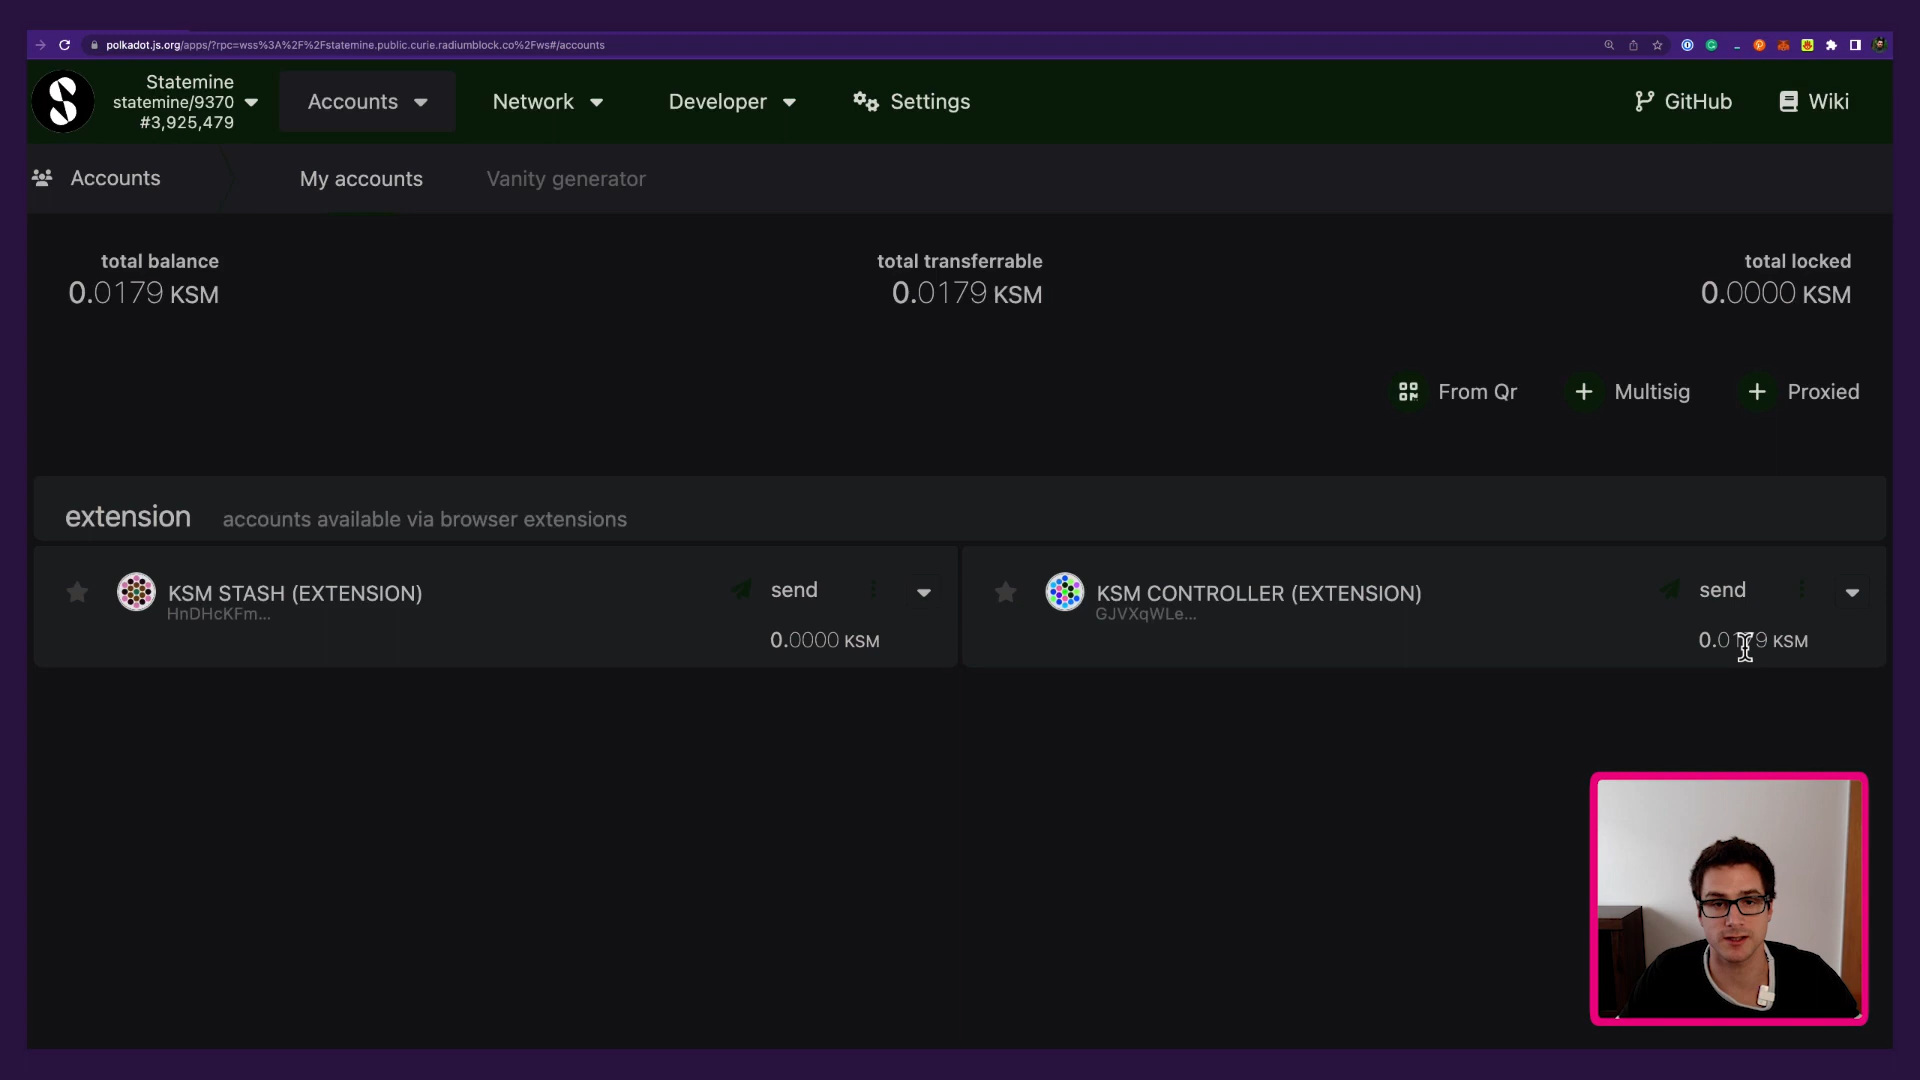 polkadot.js.org/apps/?rpc=wss%3A%2F%2Fstatemine.public.curie.radiumblock.co%2Fws#/accounts
Statemine
statemine/9370
#3,925,479
Accounts
Network
Developer
Settings
GitHub
Wiki
Accounts
My accounts
Vanity generator
total balance
0.0179 KSM
total transferrable
0.0179 KSM
total locked
0.0000 KSM
From Qr
Multisig
Proxied
extension accounts available via browser extensions
KSM STASH (EXTENSION)
HnDHcKFm...
send
0.0000 KSM
KSM CONTROLLER (EXTENSION)
GJVXqWLe...
send
0.0179 KSM